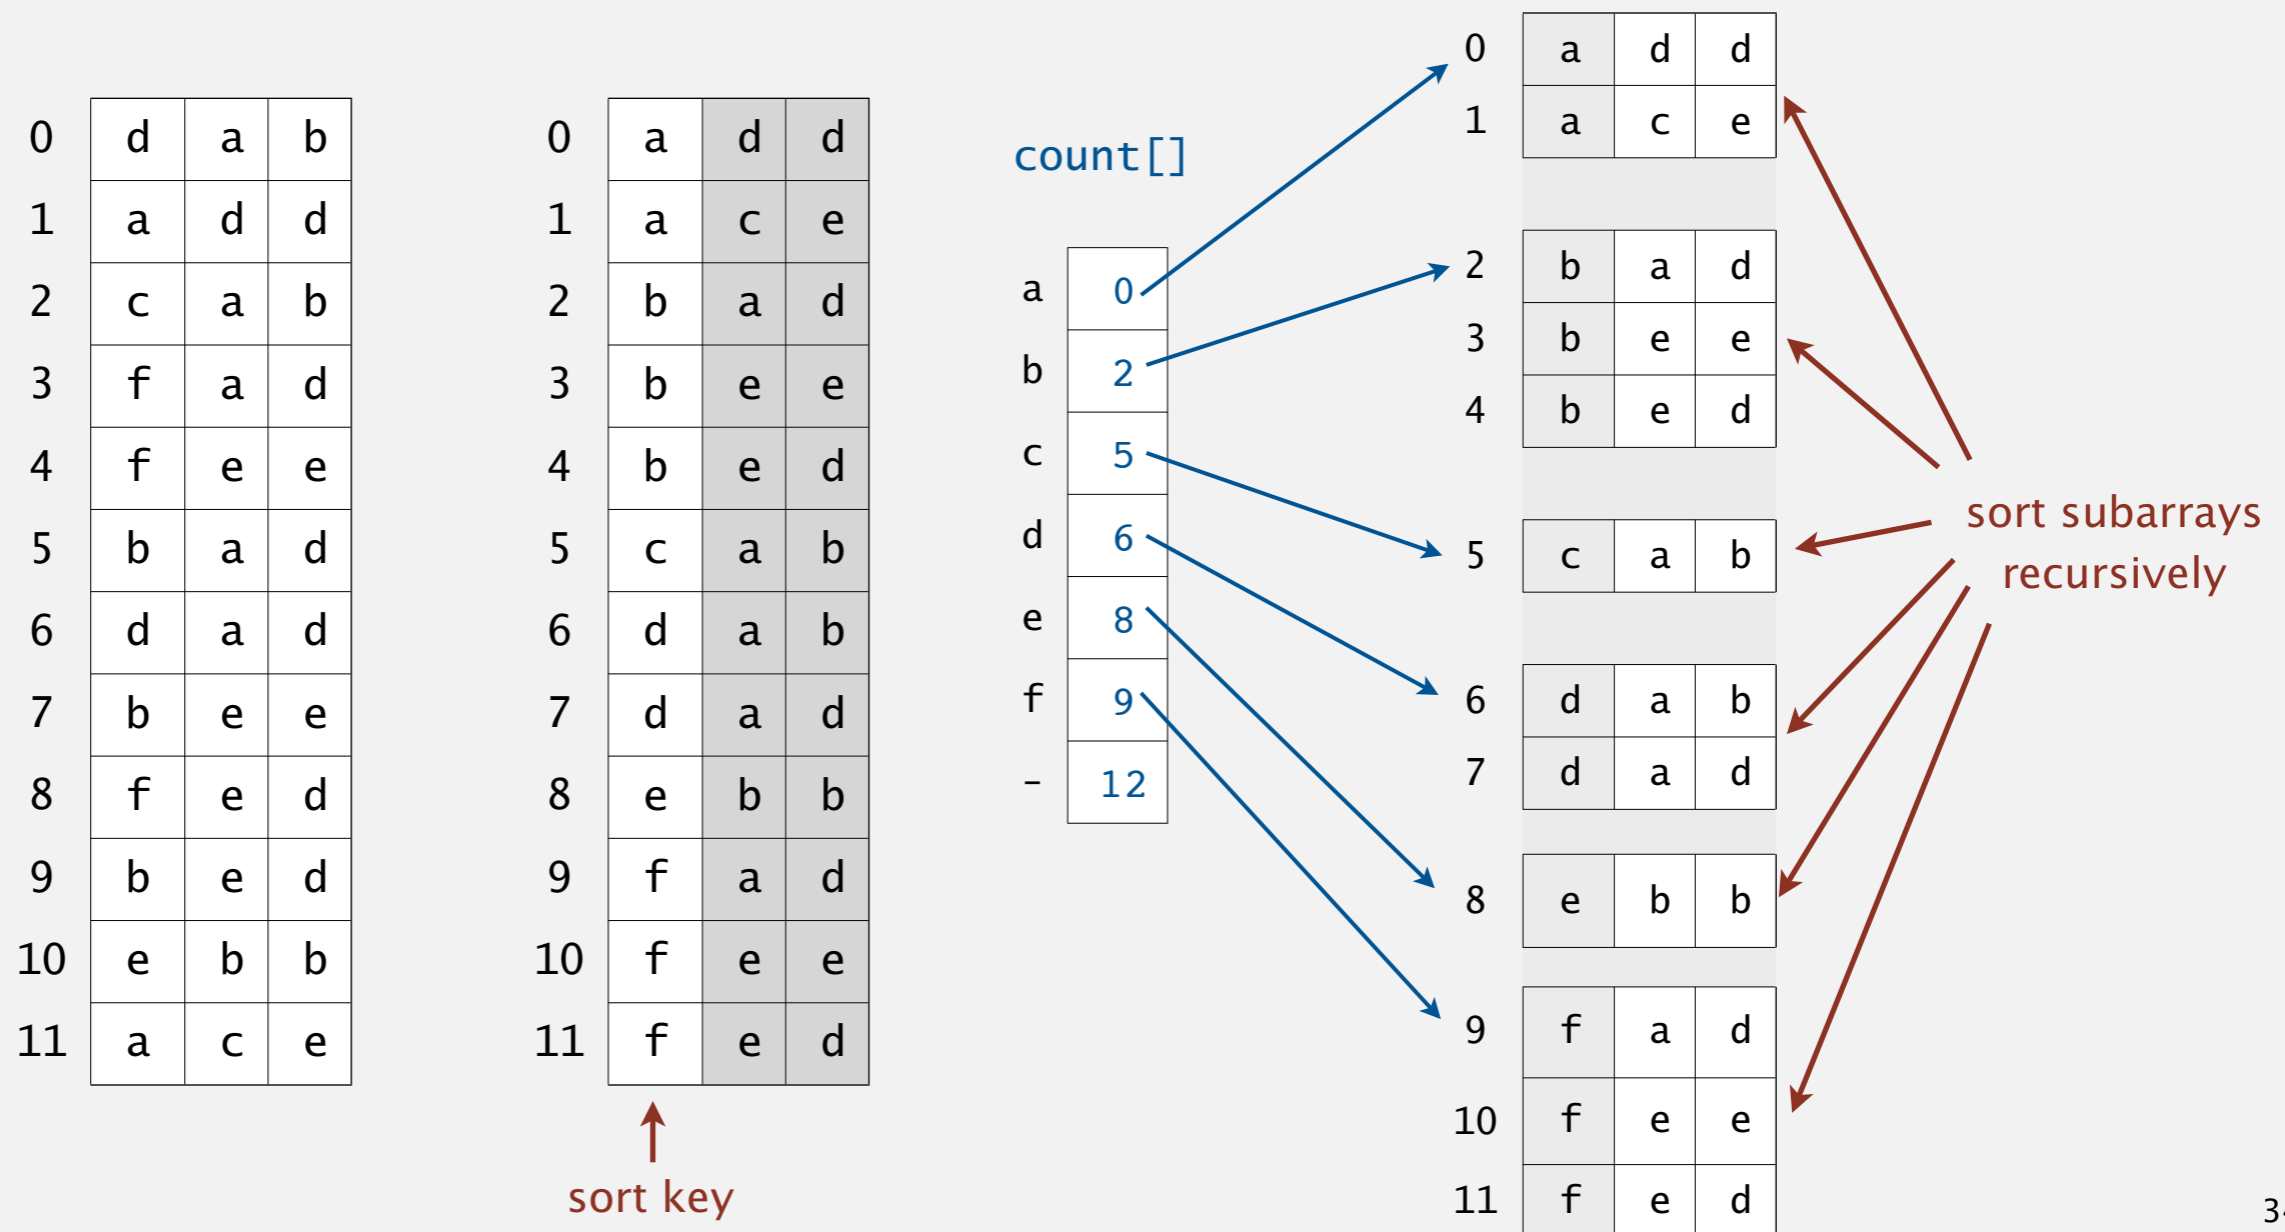 0 d a b
1 a d d
2 c a b
3 f a d
4 f e e
5 b a d
6 d a d
7 b e e
8 f e d
9 b e d
10 e b b
11 a c e
0 a d d
1 a c e
2 b a d
3 b e e
4 b e d
5 c a b
6 d a b
7 d a d
8 e b b
9 f a d
10 f e e
11 f e d
sort key
count[]
a 0
b 2
c 5
d 6
e 8
f 9
- 12
0 a d d
1 a c e
2 b a d
3 b e e
4 b e d
5 c a b
6 d a b
7 d a d
8 e b b
9 f a d
10 f e e
11 f e d
sort subarrays
recursively